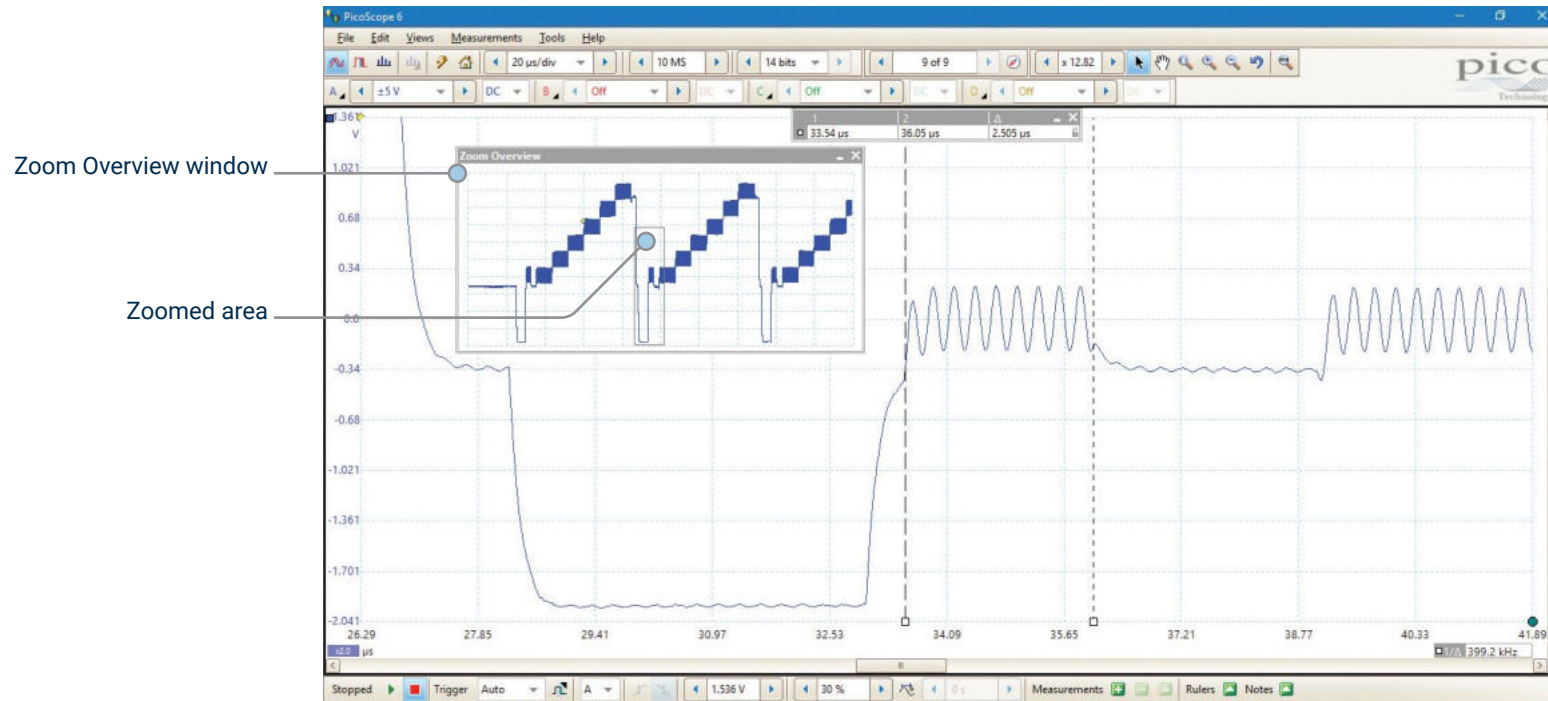 PicoScope 6
File Edit Views Measurements Tools Help
20 µs/div 10 MS 14 bits 9 of 9 x 12.82
pico
Technology
A ±5 V DC B Off DC C Off DC D Off DC
1 2 Δ
33.54 µs 36.05 µs 2.505 µs
Zoom Overview window
Zoom Overview
Zoomed area
1.361
V
1.021
0.68
0.34
0.0
-0.34
-0.68
-1.021
-1.361
-1.701
-2.041
26.29 27.85 29.41 30.97 32.53 34.09 35.65 37.21 38.77 40.33 41.89
x2.0 µs
1/Δ 399.2 kHz
Stopped Trigger Auto A 1.536 V 30 % 0 s Measurements Rulers Notes